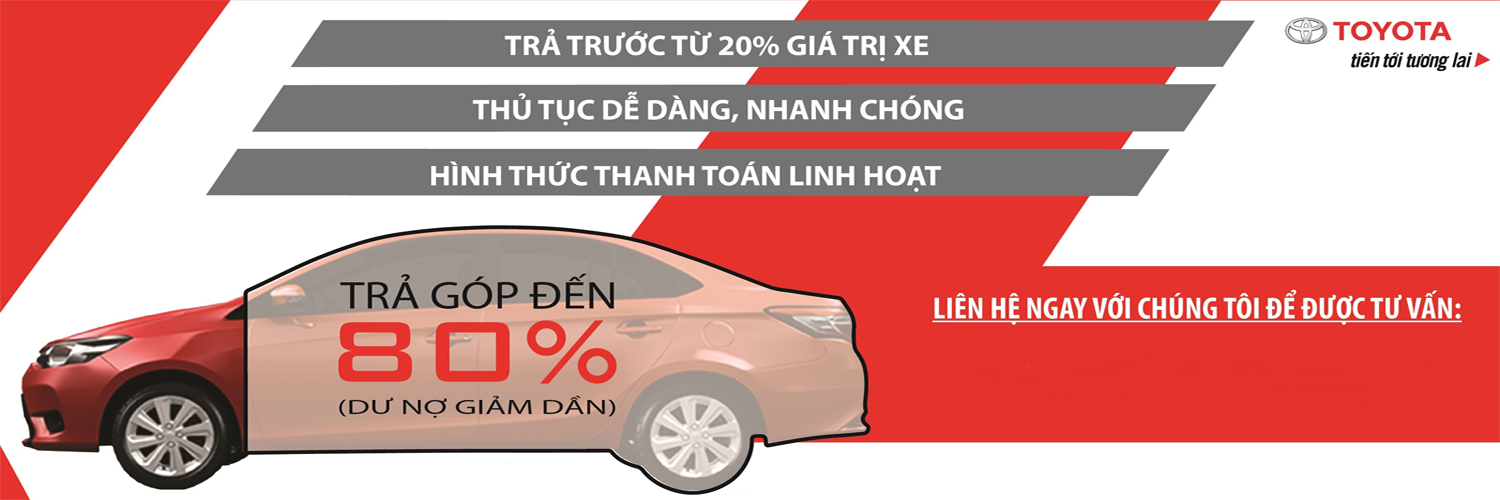 TRẢ TRƯỚC TỪ 20% GIÁ TRỊ XE
TOYOTA
tiến tới tương lai
THỦ TỤC DỄ DÀNG, NHANH CHÓNG
HÌNH THỨC THANH TOÁN LINH HOẠT
TRẢ GÓP ĐẾN
80%
(DƯ NỢ GIẢM DẦN)
LIÊN HỆ NGAY VỚI CHÚNG TÔI ĐỂ ĐƯỢC TƯ VẤN: